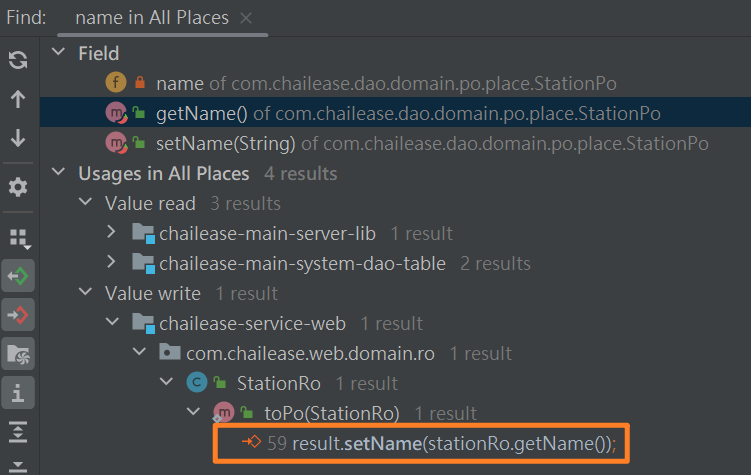 Find: name in All Places
Field
name of com.chailease.dao.domain.po.place.StationPo
getName() of com.chailease.dao.domain.po.place.StationPo
setName(String) of com.chailease.dao.domain.po.place.StationPo
Usages in All Places 4 results
Value read 3 results
chailease-main-server-lib 1 result
chailease-main-system-dao-table 2 results
Value write 1 result
chailease-service-web 1 result
com.chailease.web.domain.ro 1 result
StationRo 1 result
toPo(StationRo) 1 result
59 result.setName(stationRo.getName());